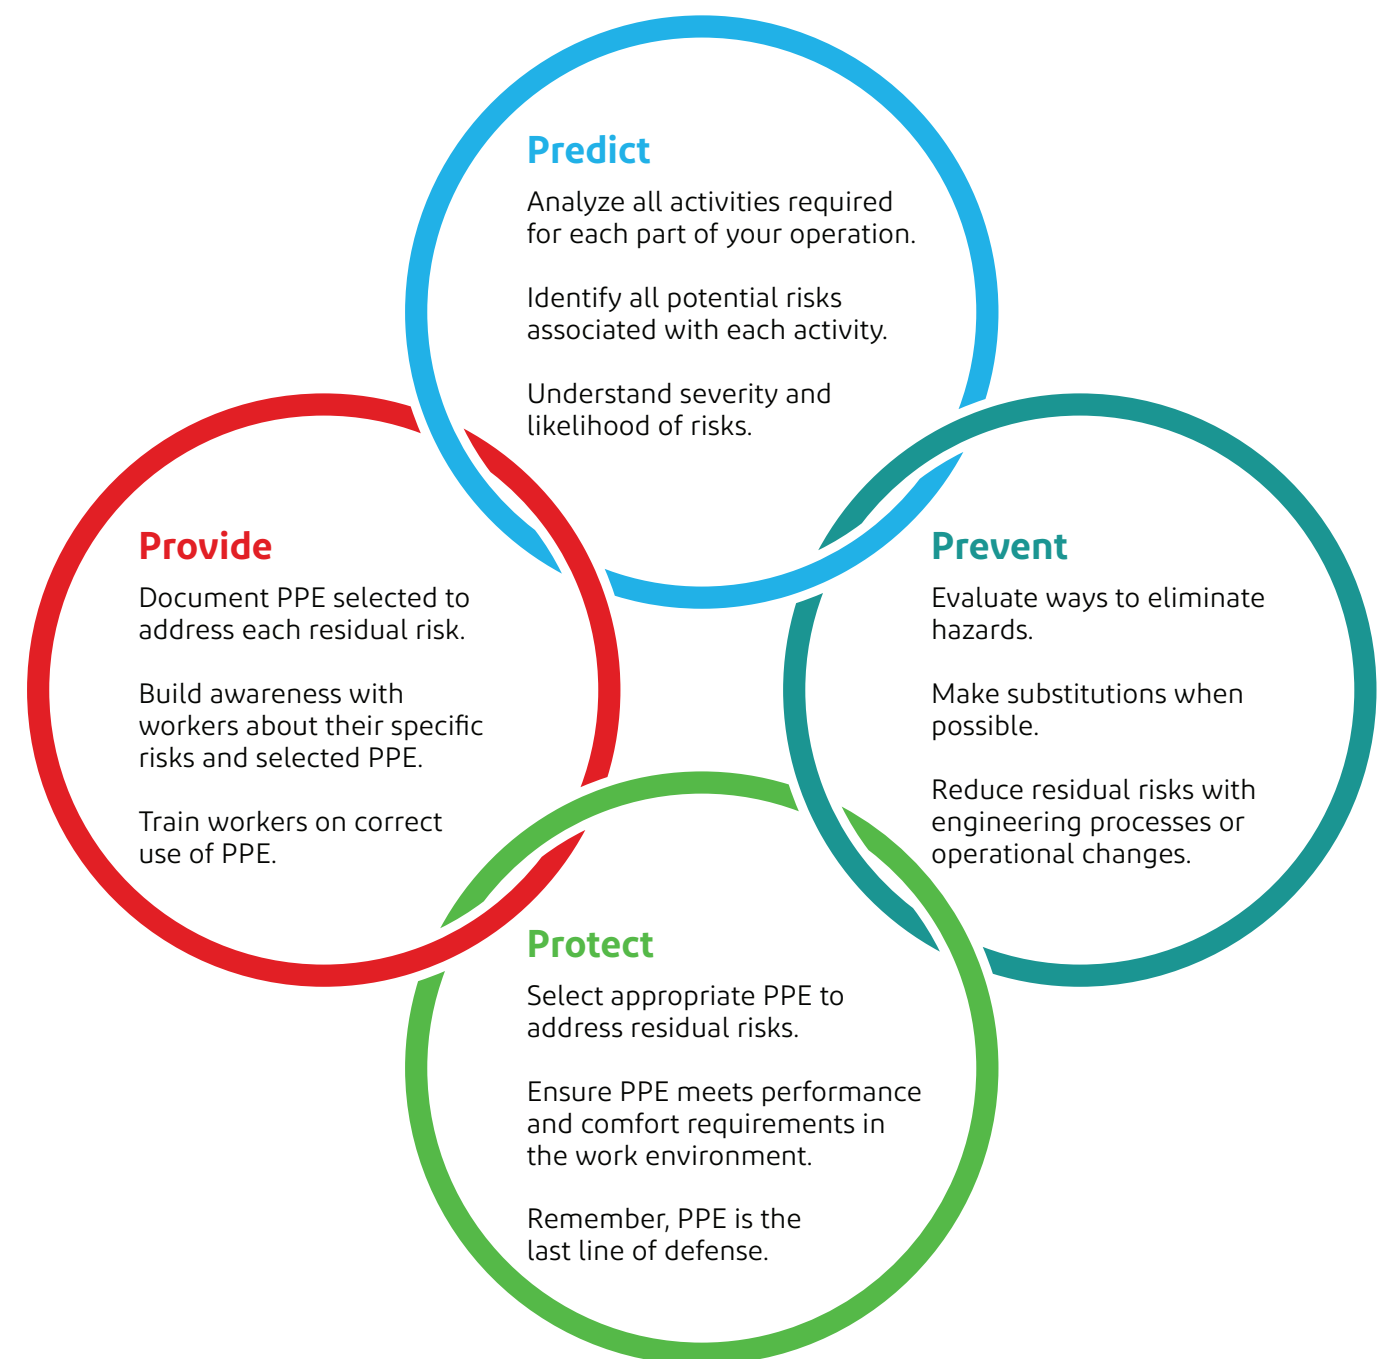 Predict
Analyze all activities required
for each part of your operation.
Identify all potential risks
associated with each activity.
Understand severity and
likelihood of risks.
Provide
Document PPE selected to
address each residual risk.
Build awareness with
workers about their specific
risks and selected PPE.
Train workers on correct
use of PPE.
Prevent
Evaluate ways to eliminate
hazards.
Make substitutions when
possible.
Reduce residual risks with
engineering processes or
operational changes.
Protect
Select appropriate PPE to
address residual risks.
Ensure PPE meets performance
and comfort requirements in
the work environment.
Remember, PPE is the
last line of defense.